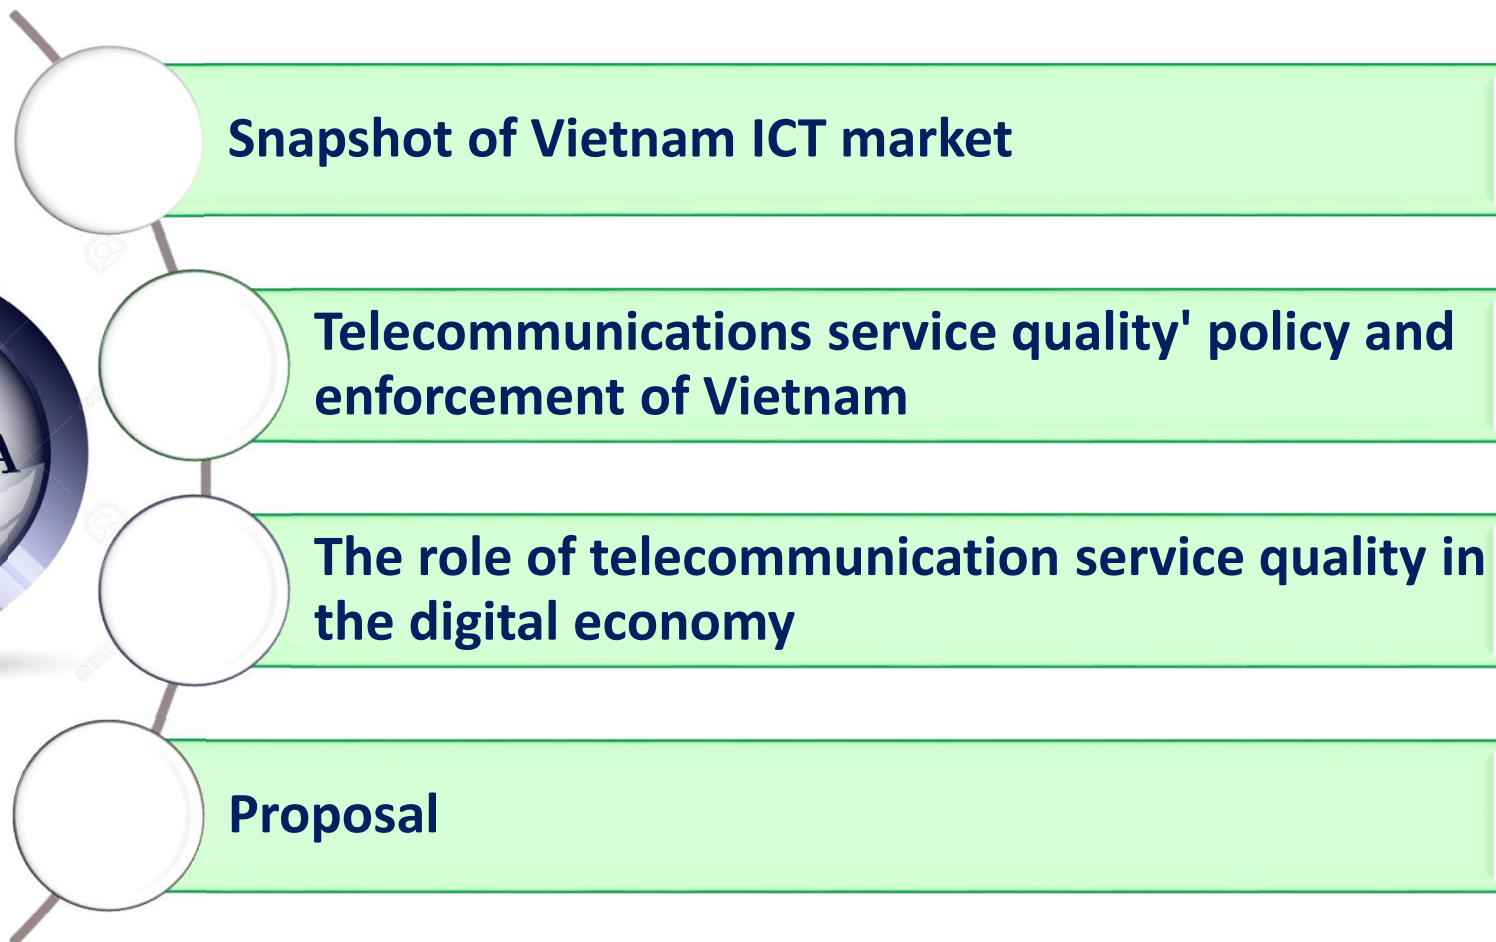 Snapshot of Vietnam ICT market
Telecommunications service quality' policy and
enforcement of Vietnam
The role of telecommunication service quality in
the digital economy
Proposal
A